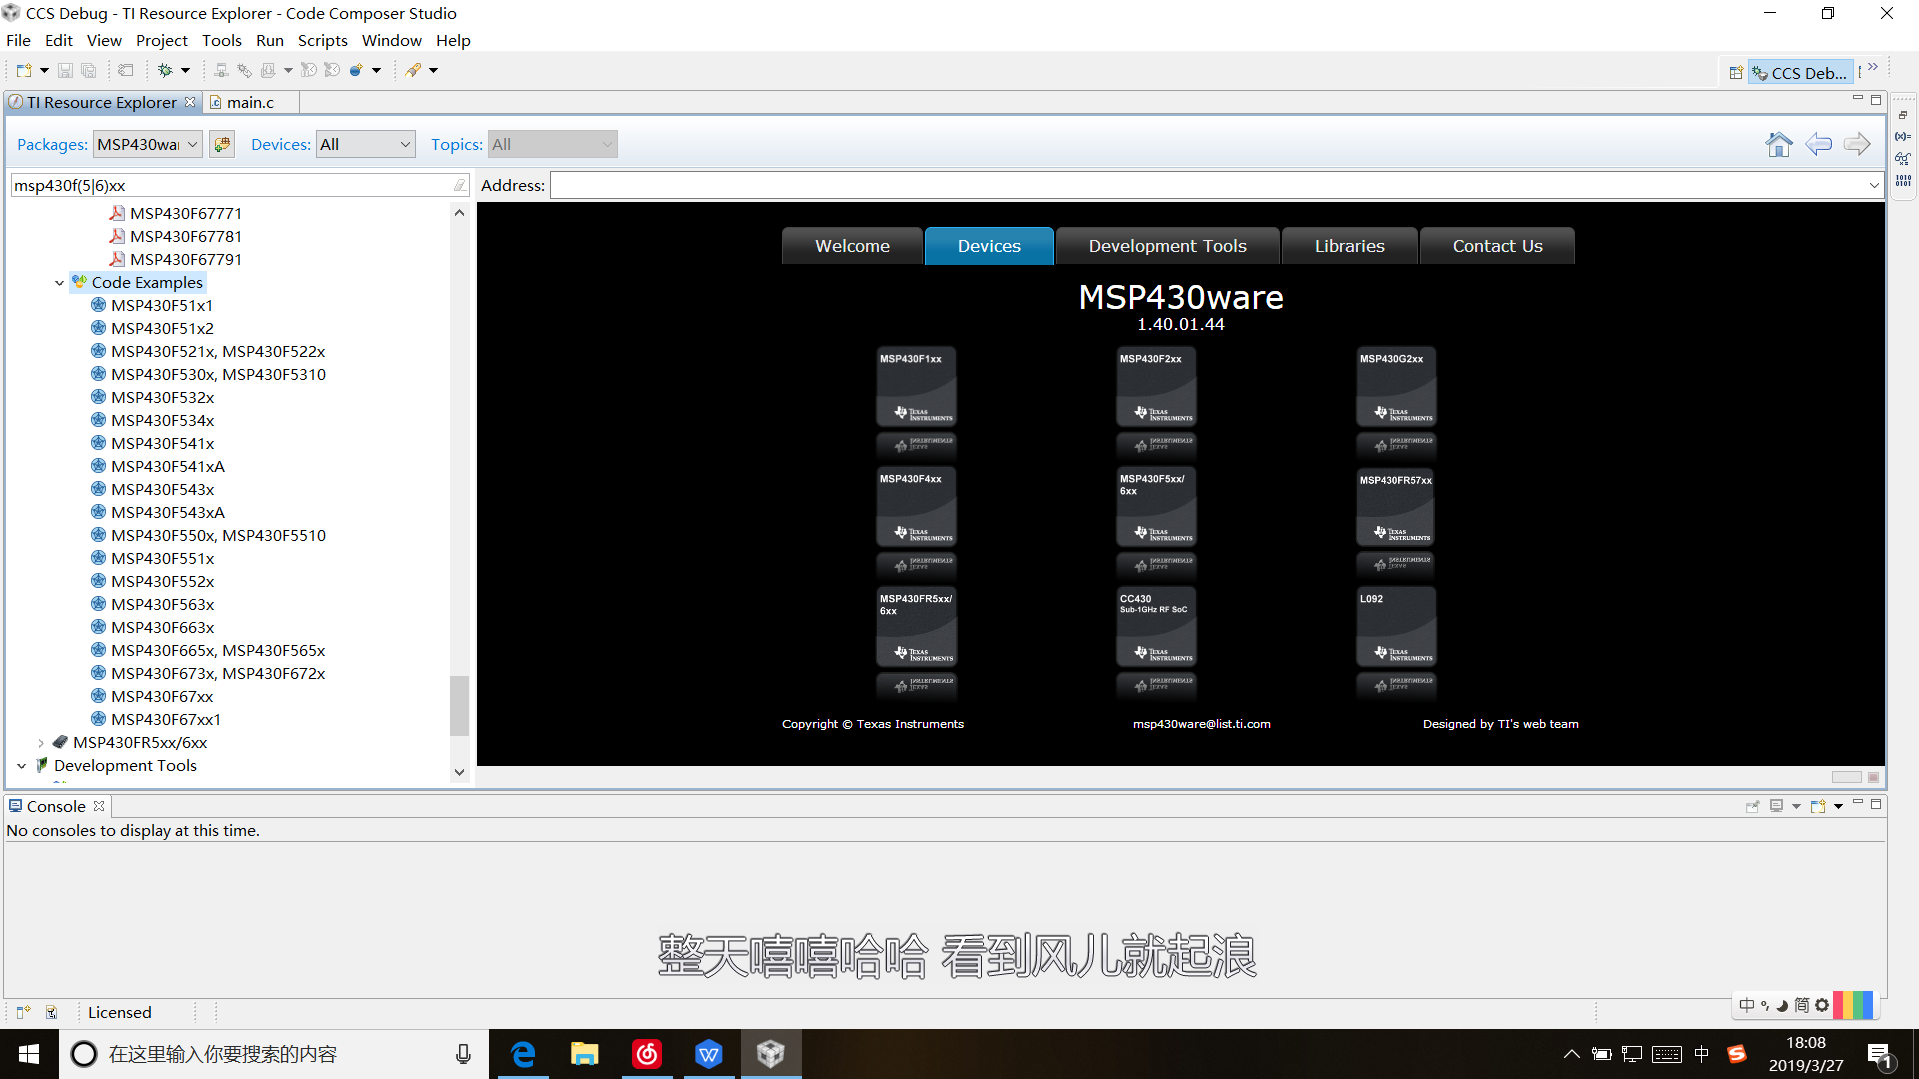 CCS Debug - TI Resource Explorer - Code Composer Studio
File Edit View Project Tools Run Scripts Window Help
CCS Deb...
TI Resource Explorer main.c
Packages: MSP430wa Devices: All Topics: All
msp430f(5|6)xx
Address:
MSP430F67771
MSP430F67781
MSP430F67791
Code Examples
MSP430F51x1
MSP430F51x2
MSP430F521x, MSP430F522x
MSP430F530x, MSP430F5310
MSP430F532x
MSP430F534x
MSP430F541x
MSP430F541xA
MSP430F543x
MSP430F543xA
MSP430F550x, MSP430F5510
MSP430F551x
MSP430F552x
MSP430F563x
MSP430F663x
MSP430F665x, MSP430F565x
MSP430F673x, MSP430F672x
MSP430F67xx
MSP430F67xx1
MSP430FR5xx/6xx
Development Tools
Welcome Devices Development Tools Libraries Contact Us
MSP430ware
1.40.01.44
MSP430F1xx
TEXAS
INSTRUMENTS
MSP430F2xx
TEXAS
INSTRUMENTS
MSP430G2xx
TEXAS
INSTRUMENTS
MSP430F4xx
TEXAS
INSTRUMENTS
MSP430F5xx/
6xx
TEXAS
INSTRUMENTS
MSP430FR57xx
TEXAS
INSTRUMENTS
MSP430FR5xx/
6xx
TEXAS
INSTRUMENTS
CC430
Sub-1GHz RF SoC
TEXAS
INSTRUMENTS
L092
TEXAS
INSTRUMENTS
Copyright © Texas Instruments msp430ware@list.ti.com Designed by TI's web team
Console
No consoles to display at this time.
整天嘻嘻哈哈 看到风儿就起浪
Licensed
中 简
在这里输入你要搜索的内容
中
18:08
2019/3/27
1